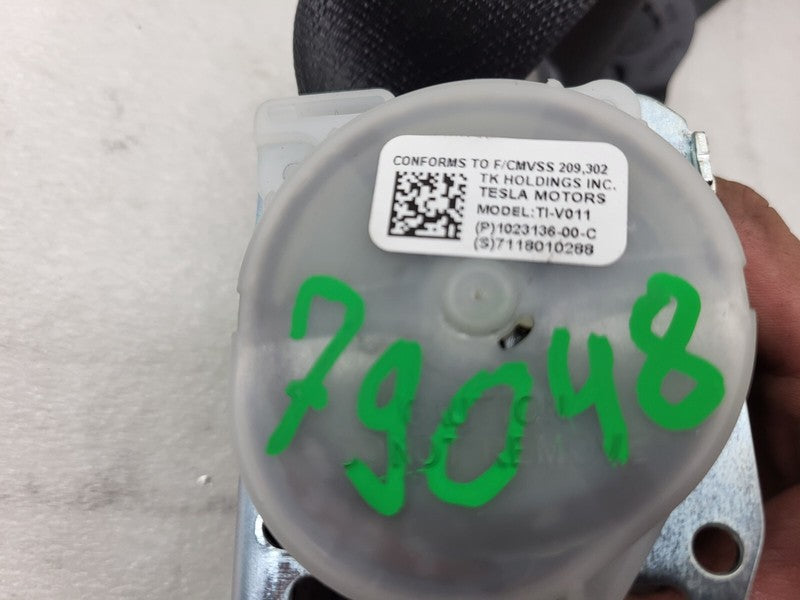 CONFORMS TO F/CMVSS 209,302
TK HOLDINGS INC.
TESLA MOTORS
MODEL:TI-V011
(P)1023136-00-C
(S)7118010288
79048